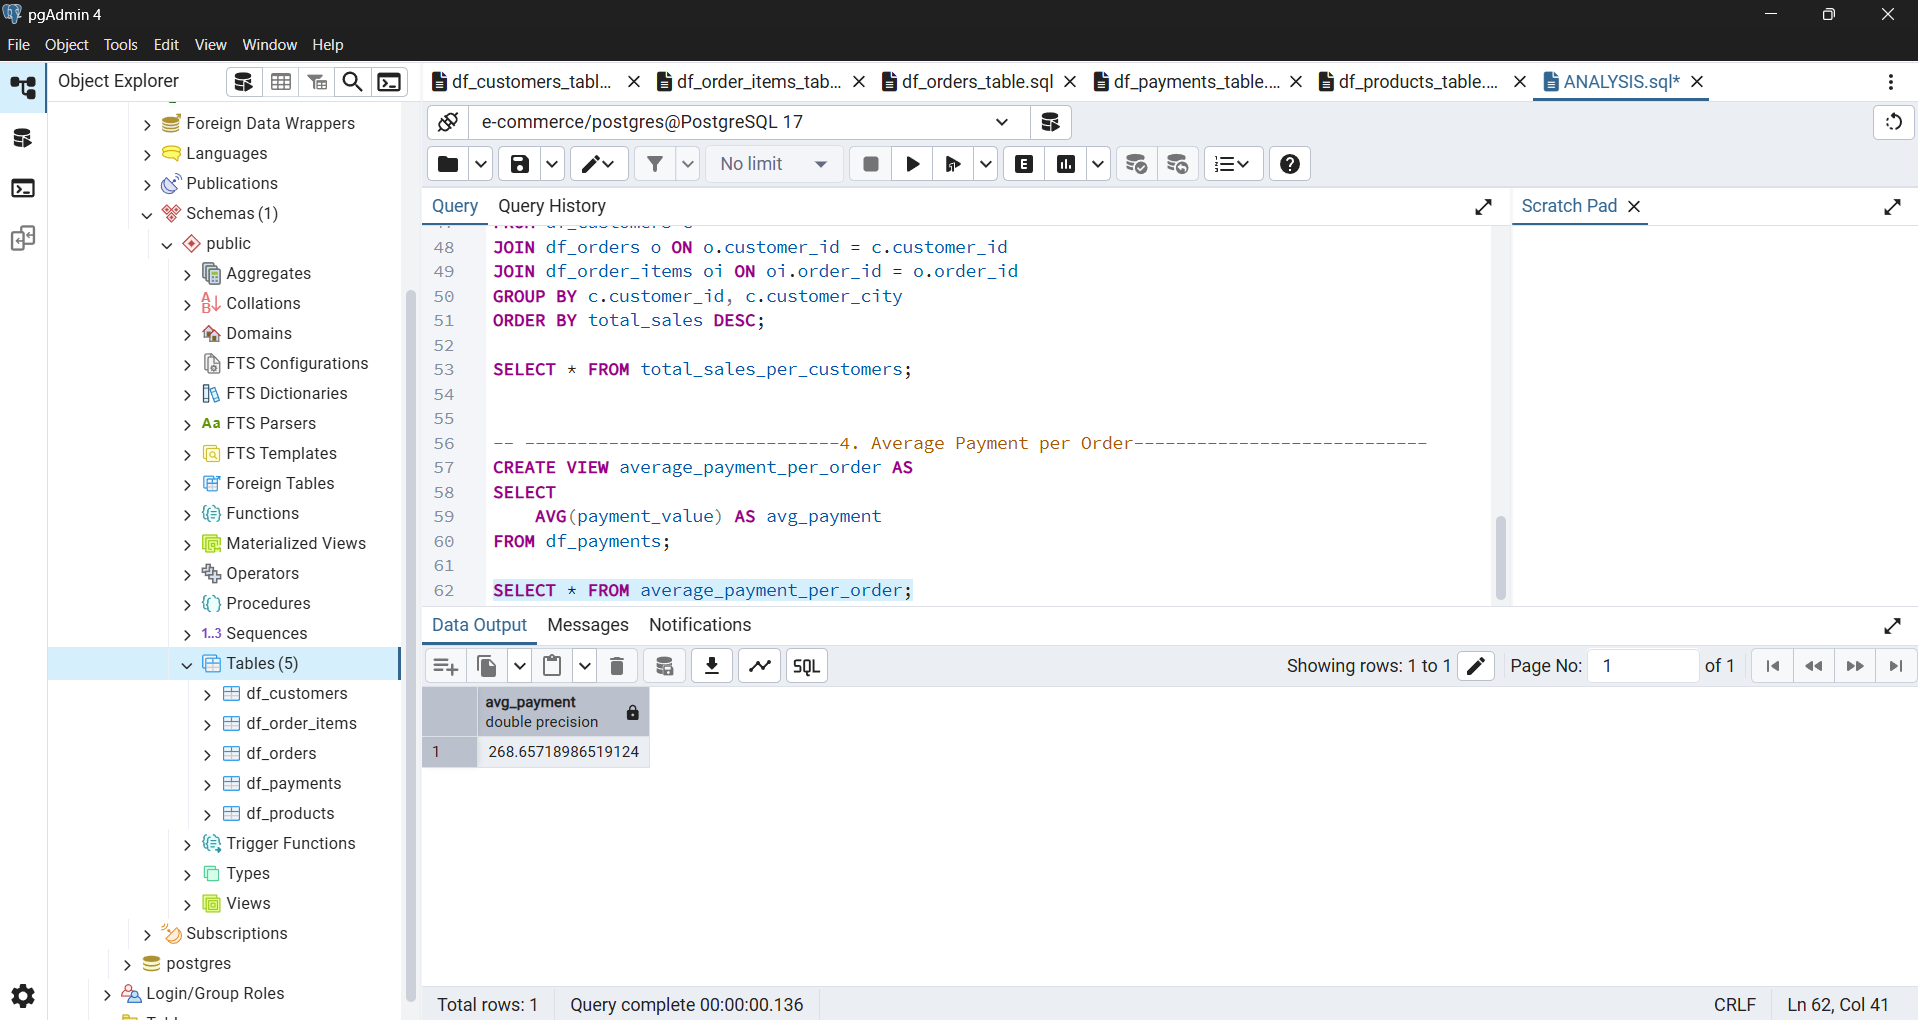 pgAdmin 4
File Object Tools Edit View Window Help
Object Explorer
df_customers_tabl...
df_order_items_tab...
df_orders_table.sql
df_payments_table....
df_products_table....
ANALYSIS.sql*
e-commerce/postgres@PostgreSQL 17
No limit
E
Query
Query History
Scratch Pad
Foreign Data Wrappers
Languages
Publications
Schemas (1)
public
Aggregates
Collations
Domains
FTS Configurations
FTS Dictionaries
Aa FTS Parsers
FTS Templates
Foreign Tables
Functions
Materialized Views
Operators
Procedures
1..3 Sequences
Tables (5)
df_customers
df_order_items
df_orders
df_payments
df_products
Trigger Functions
Types
Views
Subscriptions
postgres
Login/Group Roles
48 JOIN df_orders o ON o.customer_id = c.customer_id
49 JOIN df_order_items oi ON oi.order_id = o.order_id
50 GROUP BY c.customer_id, c.customer_city
51 ORDER BY total_sales DESC;
52
53 SELECT * FROM total_sales_per_customers;
54
55
56 -- ------------------------------4. Average Payment per Order----------------------------
57 CREATE VIEW average_payment_per_order AS
58 SELECT
59 AVG(payment_value) AS avg_payment
60 FROM df_payments;
61
62 SELECT * FROM average_payment_per_order;
Data Output Messages Notifications
SQL
Showing rows: 1 to 1
Page No: 1 of 1
avg_payment
double precision
1 268.65718986519124
Total rows: 1
Query complete 00:00:00.136
CRLF
Ln 62, Col 41